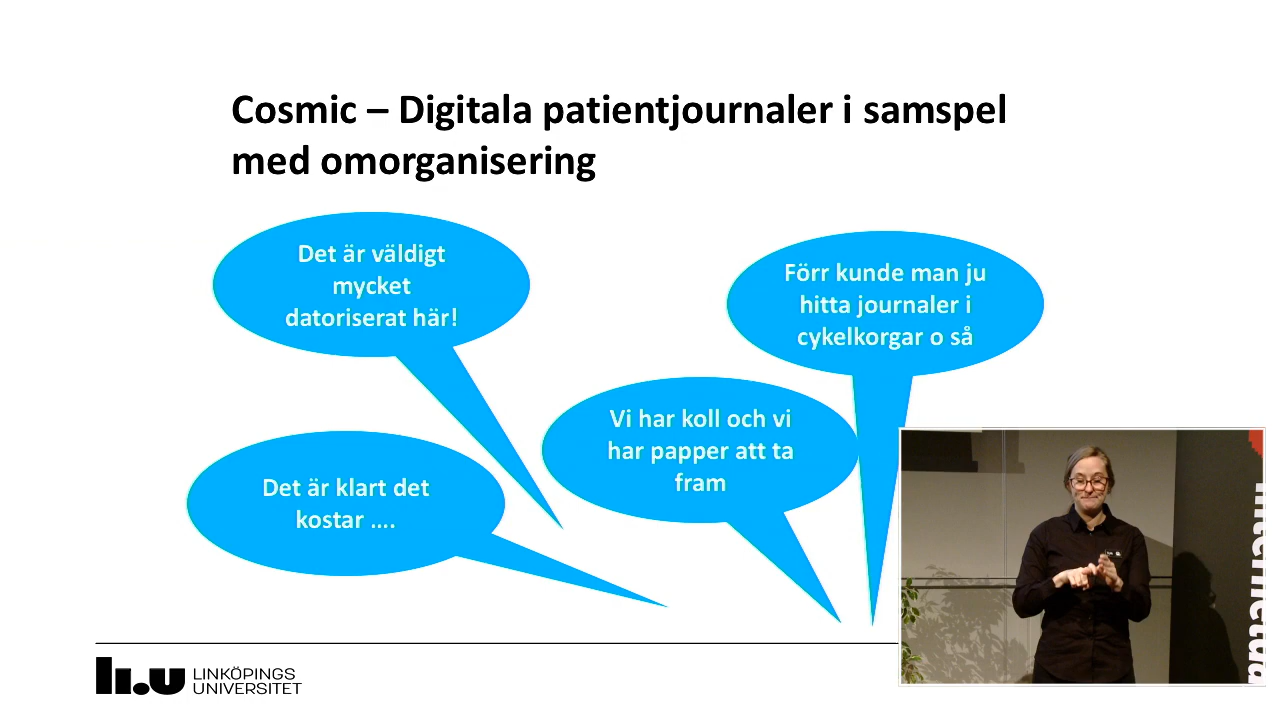 Cosmic – Digitala patientjournaler i samspel
med omorganisering
Det är väldigt
mycket
datoriserat här!
Förr kunde man ju
hitta journaler i
cykelkorgar o så
Vi har koll och vi
har papper att ta
fram
Det är klart det
kostar ....
li.u LINKÖPINGS
UNIVERSITET